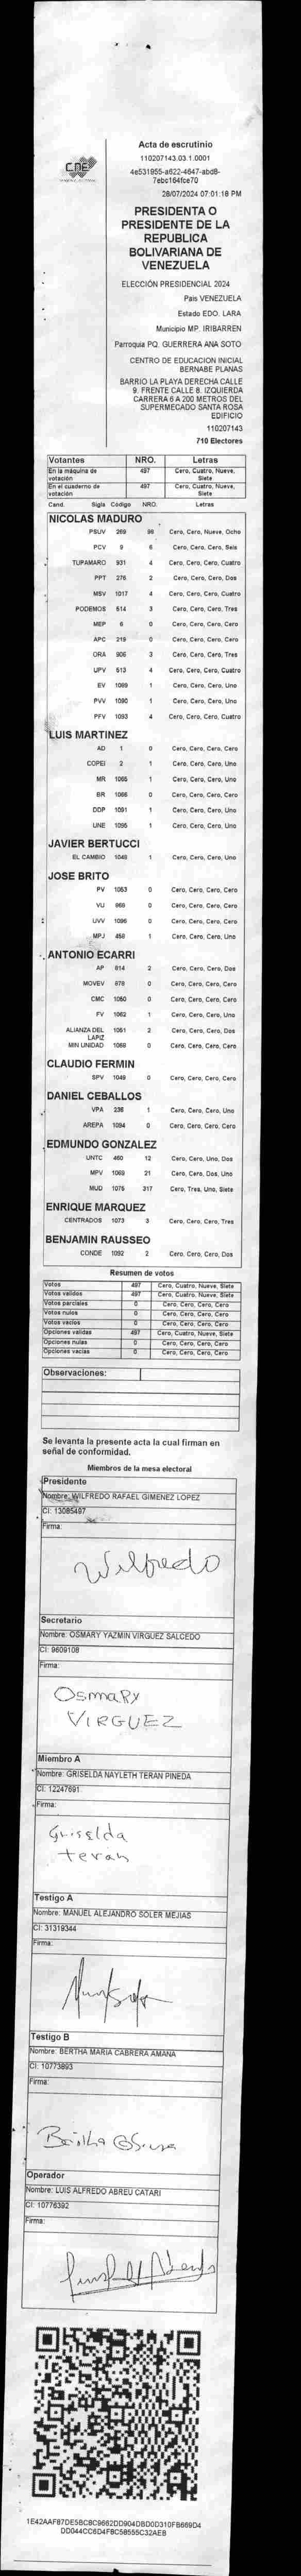 CNE
Acta de escrutinio
110207143.03.1.0001
4e531955-a622-4647-abd8-
7ebc164fce70
28/07/2024 07:01:18 PM
PRESIDENTA O
PRESIDENTE DE LA
REPUBLICA
BOLIVARIANA DE
VENEZUELA
ELECCIÓN PRESIDENCIAL 2024
Pais VENEZUELA
Estado EDO. LARA
Municipio MP. IRIBARREN
Parroquia PQ. GUERRERA ANA SOTO
CENTRO DE EDUCACION INICIAL
BERNABE PLANAS
BARRIO LA PLAYA DERECHA CALLE
9. FRENTE CALLE 8. IZQUIERDA
CARRERA 6 A 200 METROS DEL
SUPERMECADO SANTA ROSA
EDIFICIO
110207143
710 Electores
Votantes NRO. Letras
En la máquina de votación 497 Cero, Cuatro, Nueve, Siete
En el cuaderno de votación 497 Cero, Cuatro, Nueve, Siete
Cand. Sigla Codigo NRO. Letras
NICOLAS MADURO
PSUV 269 98 Cero, Cero, Nueve, Ocho
PCV 9 6 Cero, Cero, Cero, Seis
TUPAMARO 931 4 Cero, Cero, Cero, Cuatro
PPT 276 2 Cero, Cero, Cero, Dos
MSV 1017 4 Cero, Cero, Cero, Cuatro
PODEMOS 514 3 Cero, Cero, Cero, Tres
MEP 6 0 Cero, Cero, Cero, Cero
APC 219 0 Cero, Cero, Cero, Cero
ORA 906 3 Cero, Cero, Cero, Tres
UPV 513 4 Cero, Cero, Cero, Cuatro
EV 1089 1 Cero, Cero, Cero, Uno
PVV 1090 1 Cero, Cero, Cero, Uno
PFV 1093 4 Cero, Cero, Cero, Cuatro
LUIS MARTINEZ
AD 1 0 Cero, Cero, Cero, Cero
COPEI 2 1 Cero, Cero, Cero, Uno
MR 1065 1 Cero, Cero, Cero, Uno
BR 1066 0 Cero, Cero, Cero, Cero
DDP 1091 1 Cero, Cero, Cero, Uno
UNE 1095 1 Cero, Cero, Cero, Uno
JAVIER BERTUCCI
EL CAMBIO 1048 1 Cero, Cero, Cero, Uno
JOSE BRITO
PV 1053 0 Cero, Cero, Cero, Cero
VU 969 0 Cero, Cero, Cero, Cero
UVV 1096 0 Cero, Cero, Cero, Cero
MPJ 458 1 Cero, Cero, Cero, Uno
ANTONIO ECARRI
AP 814 2 Cero, Cero, Cero, Dos
MOVEV 878 0 Cero, Cero, Cero, Cero
CMC 1050 0 Cero, Cero, Cero, Cero
FV 1062 1 Cero, Cero, Cero, Uno
ALIANZA DEL LAPIZ 1051 2 Cero, Cero, Cero, Dos
MIN UNIDAD 1068 0 Cero, Cero, Cero, Cero
CLAUDIO FERMIN
SPV 1049 0 Cero, Cero, Cero, Cero
DANIEL CEBALLOS
VPA 236 1 Cero, Cero, Cero, Uno
AREPA 1094 0 Cero, Cero, Cero, Cero
EDMUNDO GONZALEZ
UNTC 460 12 Cero, Cero, Uno, Dos
MPV 1069 21 Cero, Cero, Dos, Uno
MUD 1075 317 Cero, Tres, Uno, Siete
ENRIQUE MARQUEZ
CENTRADOS 1073 3 Cero, Cero, Cero, Tres
BENJAMIN RAUSSEO
CONDE 1092 2 Cero, Cero, Cero, Dos
Resumen de votos
Votos 497 Cero, Cuatro, Nueve, Siete
Votos validos 497 Cero, Cuatro, Nueve, Siete
Votos parciales 0 Cero, Cero, Cero, Cero
Votos nulos 0 Cero, Cero, Cero, Cero
Votos vacios 0 Cero, Cero, Cero, Cero
Opciones validas 497 Cero, Cuatro, Nueve, Siete
Opciones nulas 0 Cero, Cero, Cero, Cero
Opciones vacias 0 Cero, Cero, Cero, Cero
Observaciones:
Se levanta la presente acta la cual firman en
señal de conformidad.
Miembros de la mesa electoral
Presidente
Nombre: WILFREDO RAFAEL GIMENEZ LOPEZ
CI: 13085497
Firma:
Wilfredo
Secretario
Nombre: OSMARY YAZMIN VIRGUEZ SALCEDO
CI: 9609108
Firma:
OsmaRy
VIRGUEZ
Miembro A
Nombre: GRISELDA NAYLETH TERAN PINEDA
CI: 12247691
Firma:
Griselda
teran
Testigo A
Nombre: MANUEL ALEJANDRO SOLER MEJIAS
CI: 31319344
Firma:
Testigo B
Nombre: BERTHA MARIA CABRERA AMANA
CI: 10773893
Firma:
Operador
Nombre: LUIS ALFREDO ABREU CATARI
CI: 10776392
Firma:
1E42AAF87DE5BC8C9662DD904DBD0D310FB669D4
DD044CC6D4F8C58555C32AEB